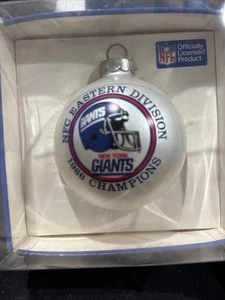 NFL
Officially
Licensed
Product
NFC EASTERN DIVISION
GIANTS
NEW YORK
GIANTS
1986 CHAMPIONS